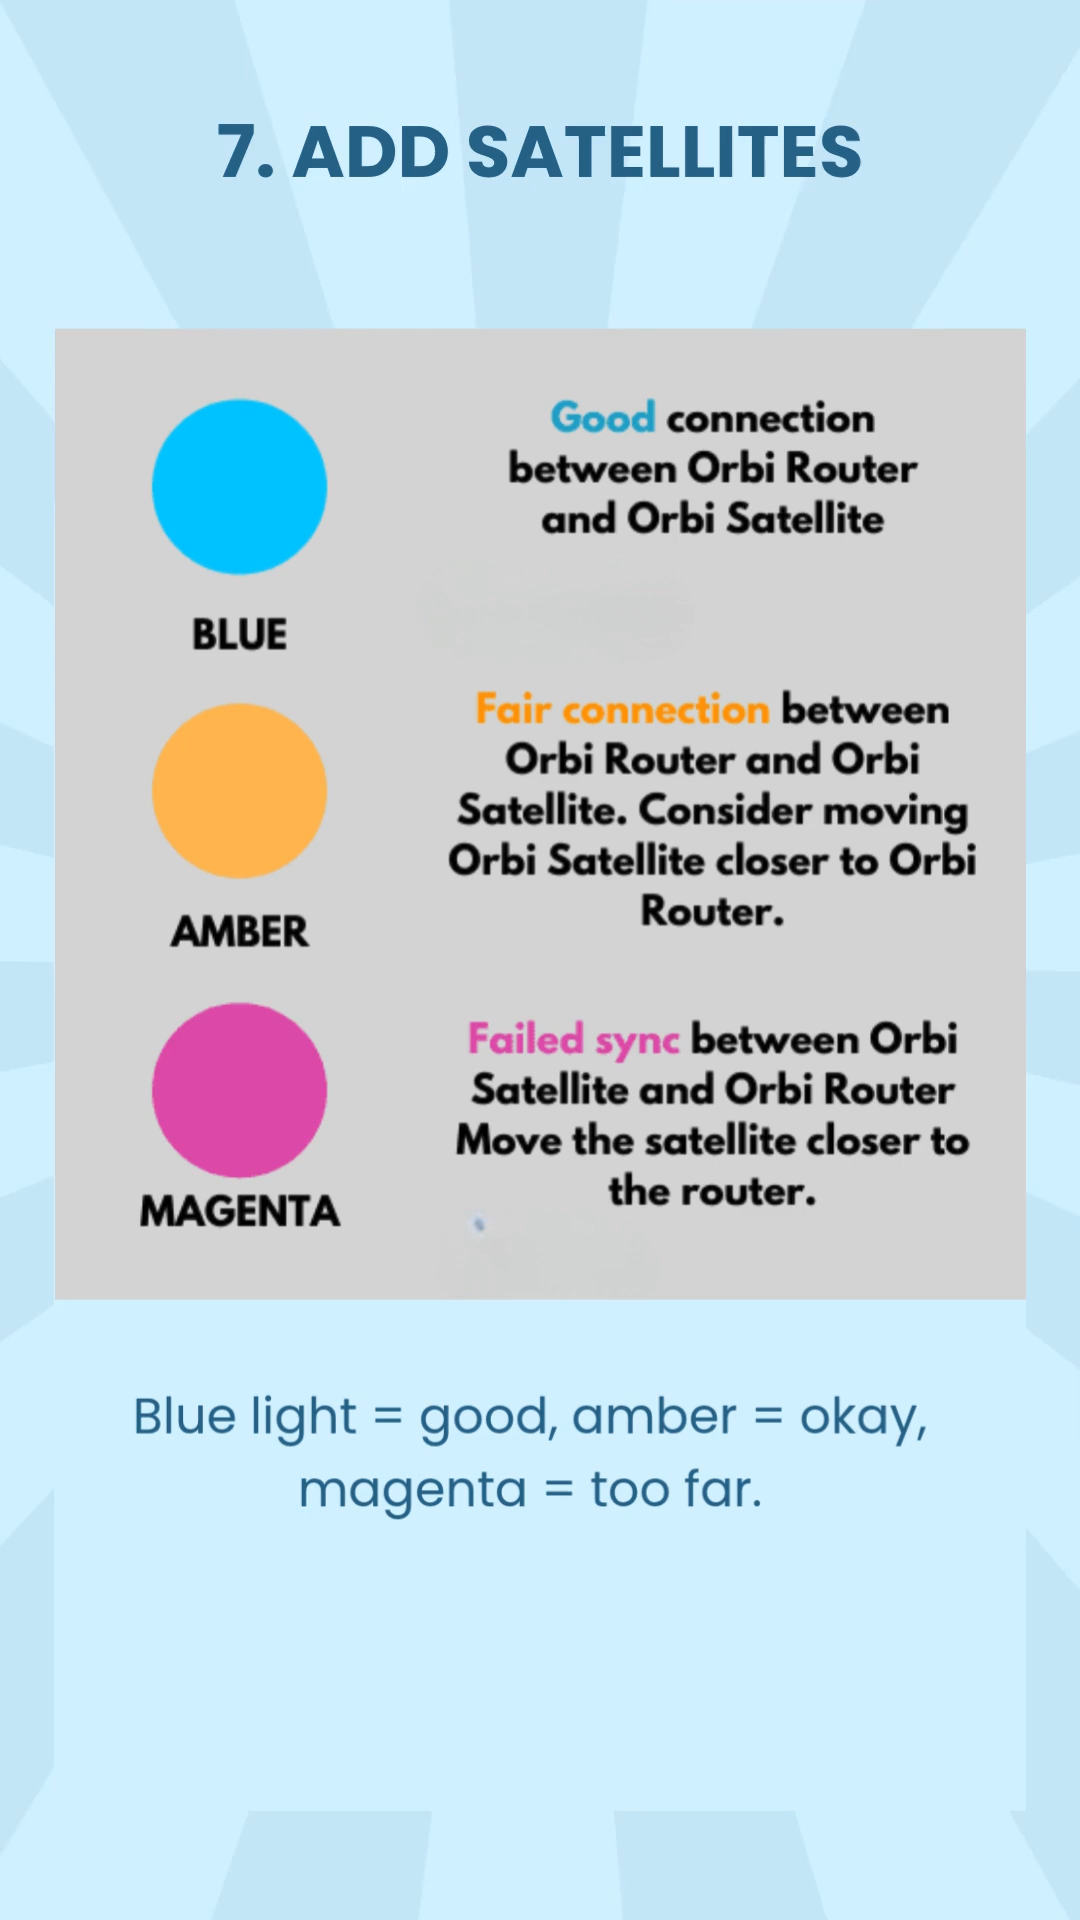 7. ADD SATELLITES
Good connection
between Orbi Router
and Orbi Satellite
BLUE
Fair connection between
Orbi Router and Orbi
Satellite. Consider moving
Orbi Satellite closer to Orbi
Router.
AMBER
Failed sync between Orbi
Satellite and Orbi Router
Move the satellite closer to
the router.
MAGENTA
Blue light = good, amber = okay,
magenta = too far.